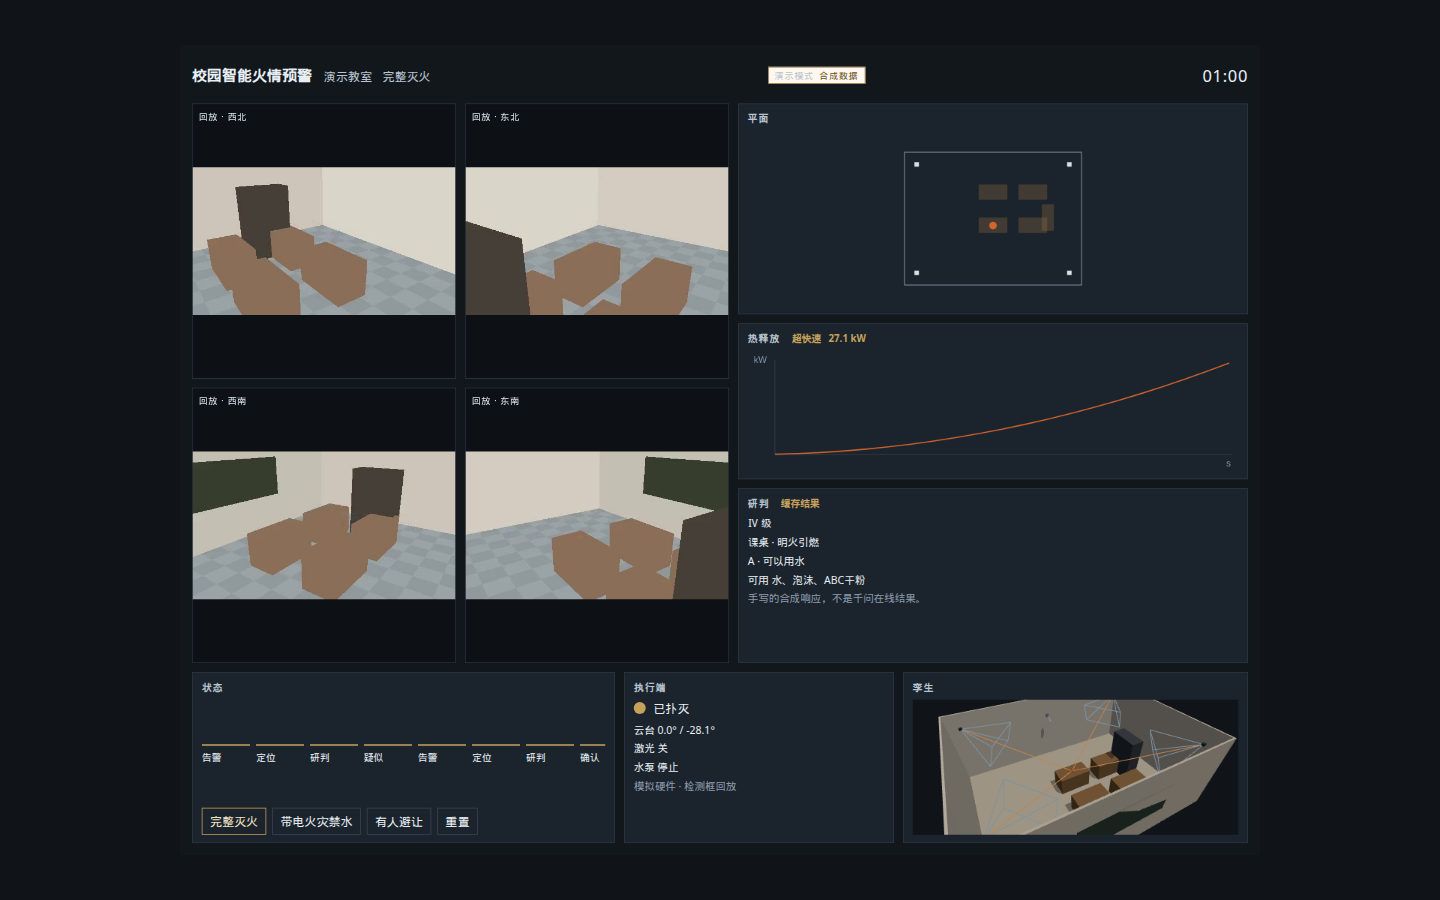 校园智能火情预警 演示教室 完整灭火
演示模式 合成数据
01:00
回放 · 西北
回放 · 东北
平面
热释放 超快速 27.1 kW
kW
s
回放 · 西南
回放 · 东南
研判 缓存结果
IV 级
课桌 · 明火引燃
A · 可以用水
可用 水、泡沫、ABC干粉
手写的合成响应，不是千问在线结果。
状态
告警 定位 研判 疑似 告警 定位 研判 确认
完整灭火 带电火灾禁水 有人避让 重置
执行端
已扑灭
云台 0.0° / -28.1°
激光 关
水泵 停止
模拟硬件 · 检测框回放
孪生